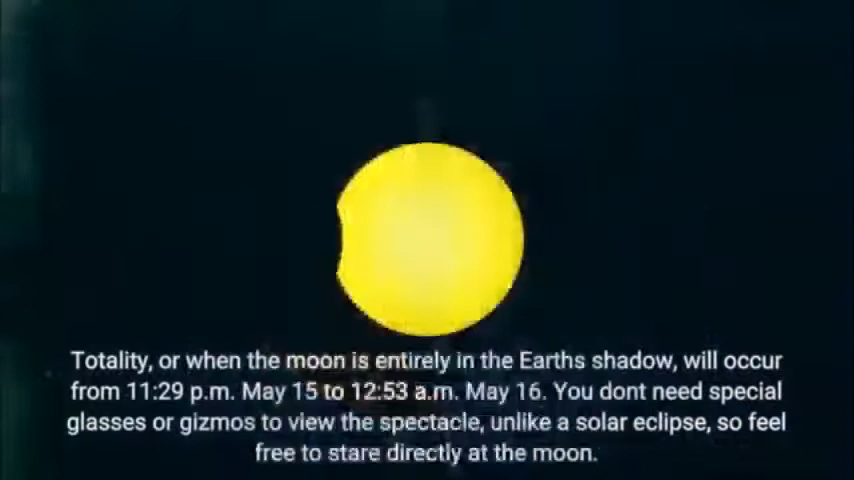 Totality, or when the moon is entirely in the Earths shadow, will occur
from 11:29 p.m. May 15 to 12:53 a.m. May 16. You dont need special
glasses or gizmos to view the spectacle, unlike a solar eclipse, so feel
free to stare directly at the moon.